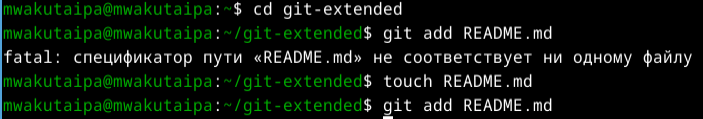 mwakutaipa@mwakutaipa:~$ cd git-extended
mwakutaipa@mwakutaipa:~/git-extended$ git add README.md
fatal: спецификатор пути «README.md» не соответствует ни одному файлу
mwakutaipa@mwakutaipa:~/git-extended$ touch README.md
mwakutaipa@mwakutaipa:~/git-extended$ git add README.md